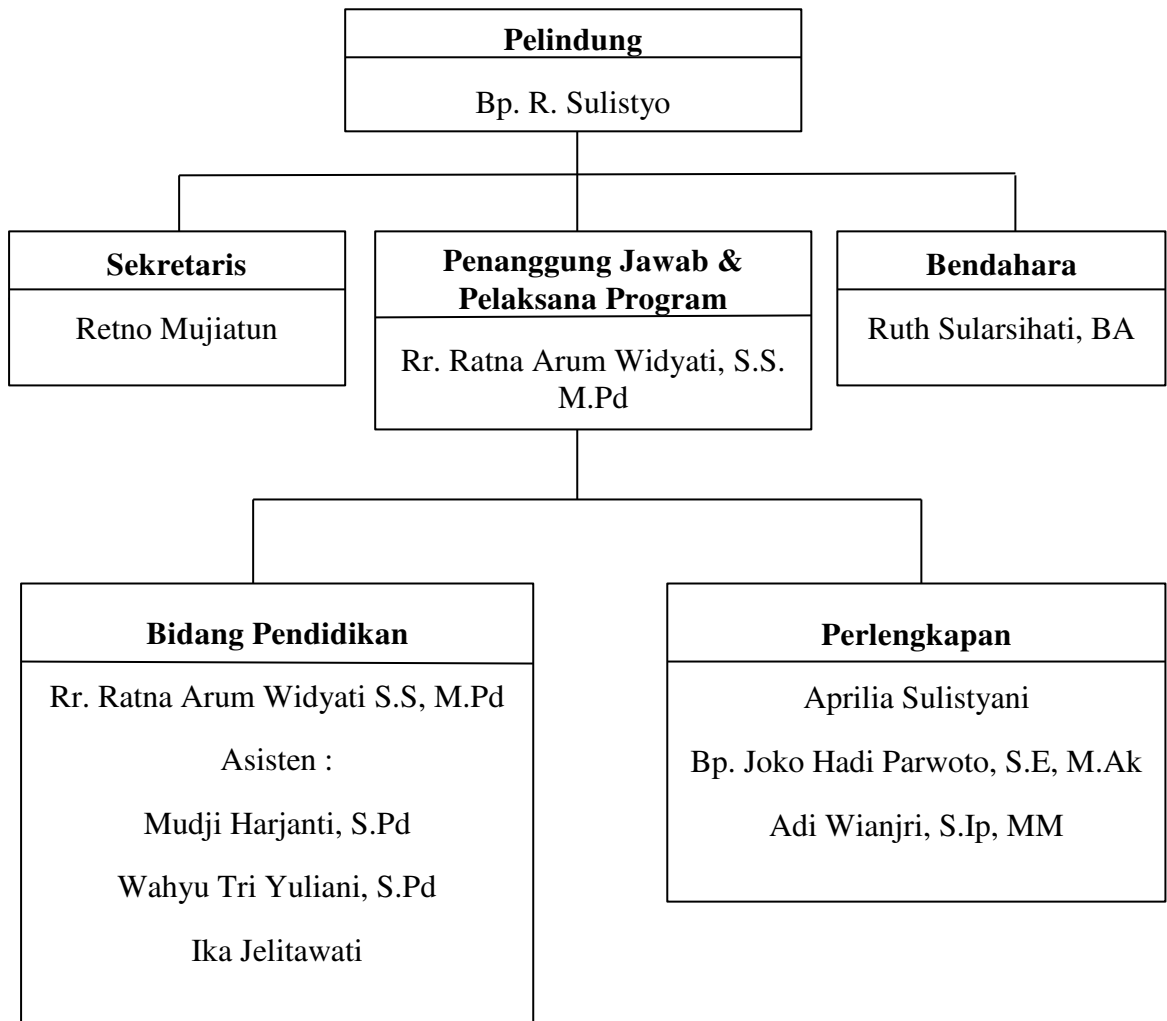 Pelindung
Bp. R. Sulistyo
Sekretaris
Retno Mujiatun
Penanggung Jawab &
Pelaksana Program
Rr. Ratna Arum Widyati, S.S.
M.Pd
Bendahara
Ruth Sularsihati, BA
Bidang Pendidikan
Rr. Ratna Arum Widyati S.S, M.Pd
Asisten :
Mudji Harjanti, S.Pd
Wahyu Tri Yuliani, S.Pd
Ika Jelitawati
Perlengkapan
Aprilia Sulistyani
Bp. Joko Hadi Parwoto, S.E, M.Ak
Adi Wianjri, S.Ip, MM